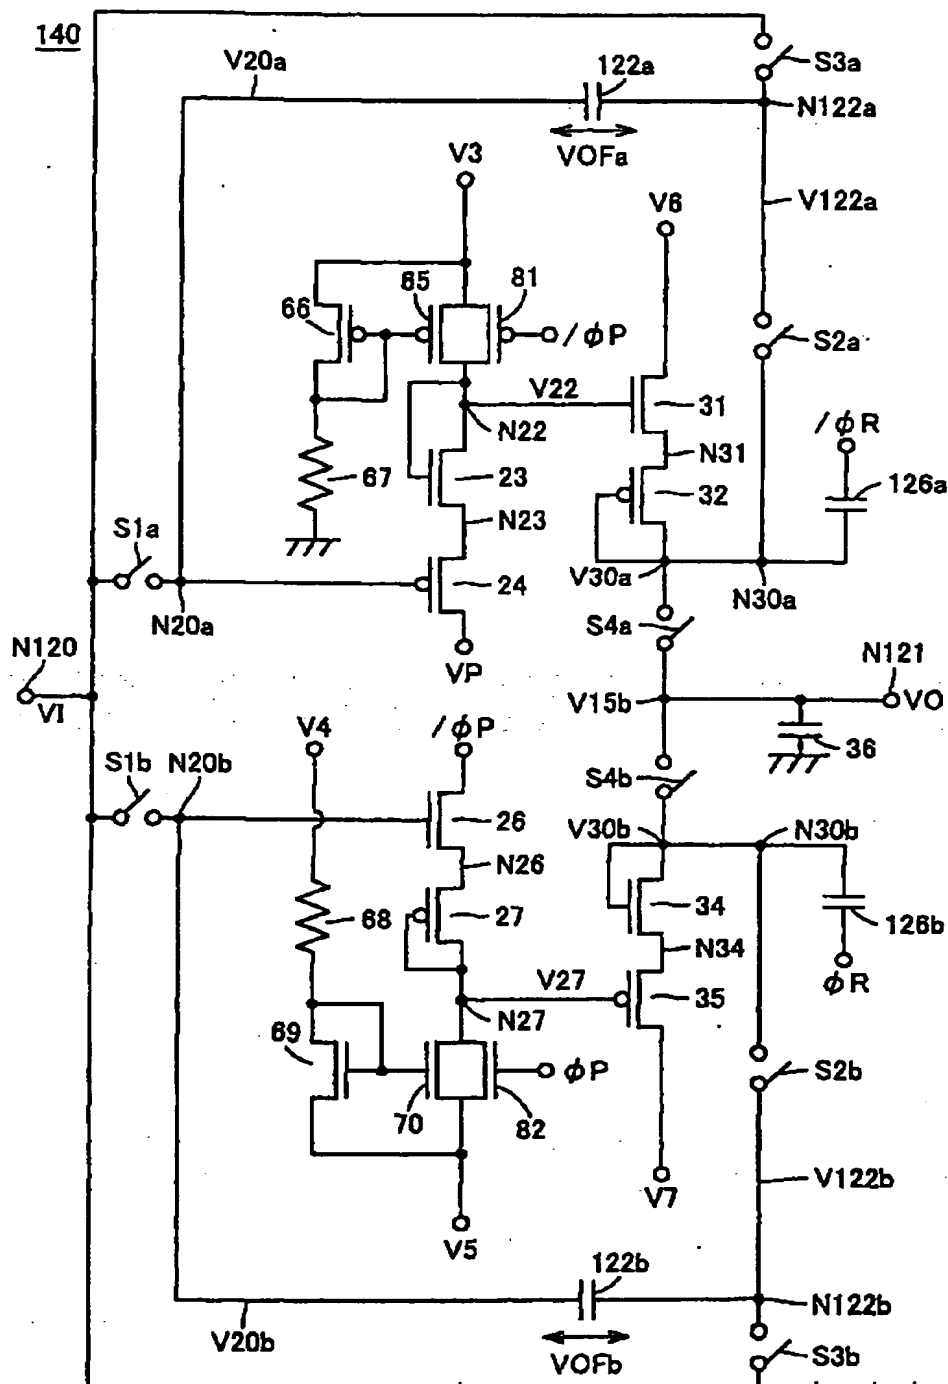 140
V20a
122a
S3a
N122a
VOFa
V3
V6
V122a
65
81
66
/φP
S2a
V22
31
N22
/φR
N31
67
23
32
126a
N23
S1a
V30a
N30a
24
N20a
S4a
N120
VP
N121
VI
V15b
VO
V4
/φP
36
S1b
N20b
S4b
26
V30b
N30b
N26
68
27
34
126b
N34
V27
φR
35
N27
69
φP
S2b
70
82
V7
V122b
V5
122b
N122b
V20b
VOFb
S3b